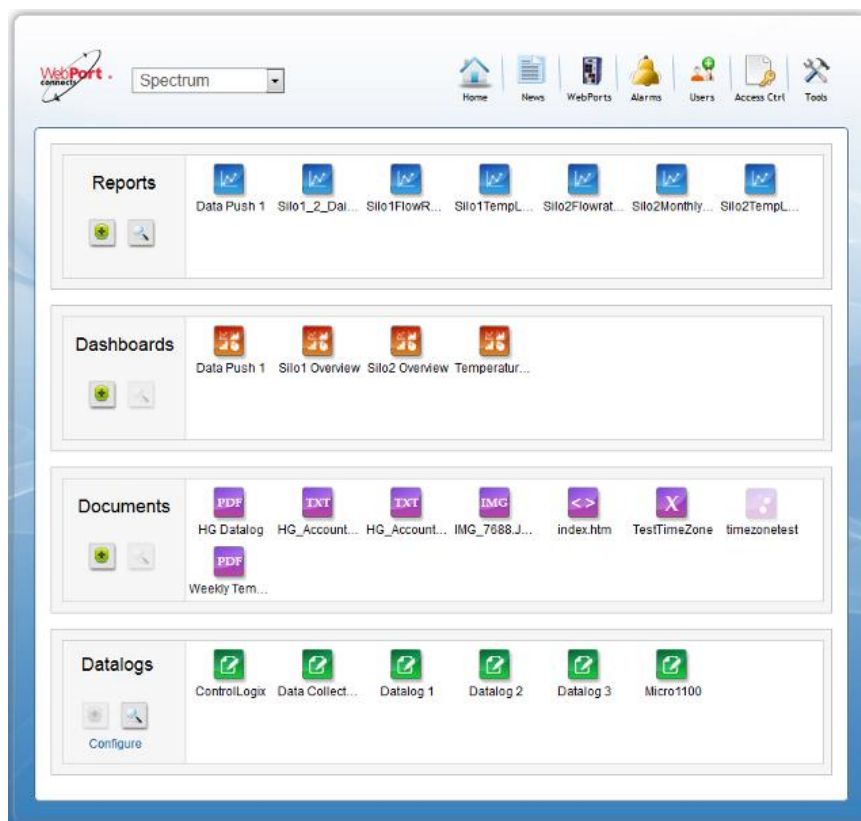 WebPort.
connects
Spectrum
Home News WebPorts Alarms Users Access Ctrl Tools
Reports
Data Push 1 Silo1_2_Dai... Silo1FlowR... Silo1TempL... Silo2Flowrat... Silo2Monthly... Silo2TempL...
Dashboards
Data Push 1 Silo1 Overview Silo2 Overview Temperatur...
Documents
PDF TXT TXT IMG <> X
HG Datalog HG_Account... HG_Account... IMG_7688.J... index.htm TestTimeZone timezonetest
PDF
Weekly Tem...
Datalogs
ControlLogix Data Collect... Datalog 1 Datalog 2 Datalog 3 Micro1100
Configure